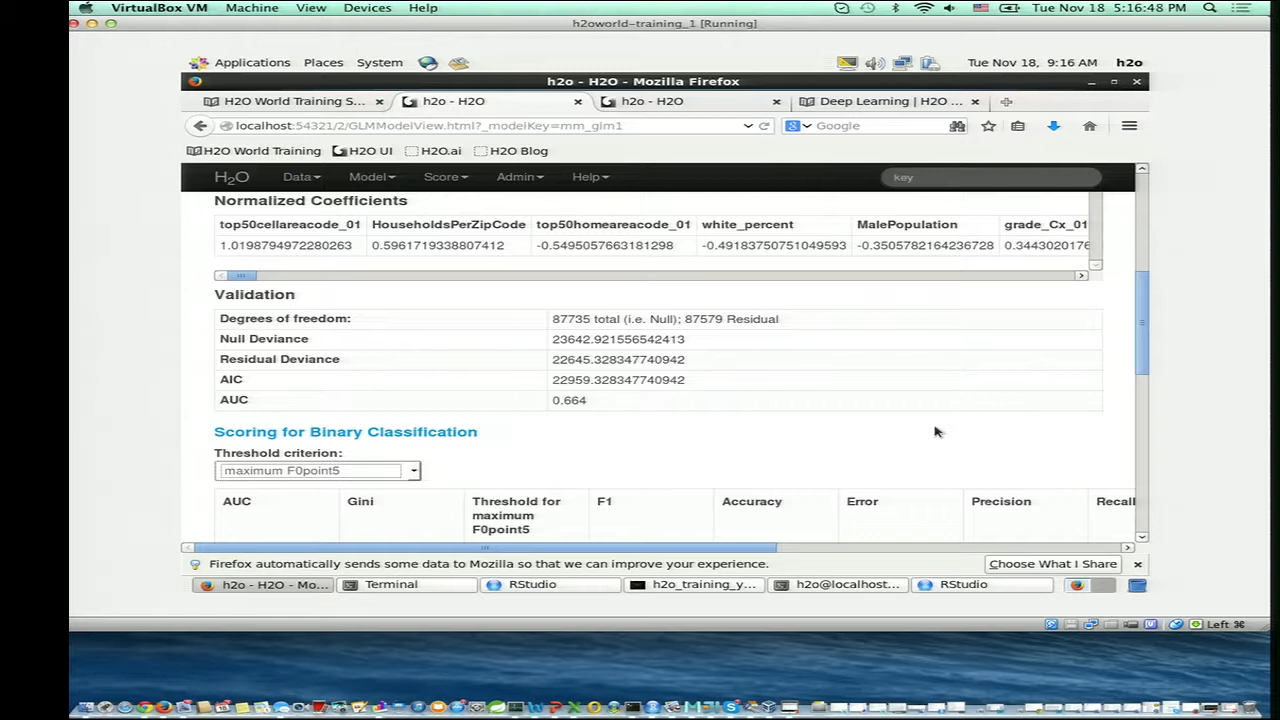 VirtualBox VM Machine View Devices Help Tue Nov 18 5:16:48 PM
h2oworld-training_1 [Running]
Applications Places System Tue Nov 18, 9:16 AM h2o
h2o - H2O - Mozilla Firefox
H2O World Training S... h2o - H2O h2o - H2O Deep Learning | H2O ...
localhost:54321/2/GLMModelView.html?_modelKey=mm_glm1 Google
H2O World Training H2O UI H2O.ai H2O Blog
H2O Data Model Score Admin Help key
Normalized Coefficients
top50cellareacode_01 HouseholdsPerZipCode top50homeareacode_01 white_percent MalePopulation grade_Cx_01
1.0198794972280263 0.5961719338807412 -0.5495057663181298 -0.49183750751049593 -0.3505782164236728 0.3443020176
Validation
Degrees of freedom: 87735 total (i.e. Null); 87579 Residual
Null Deviance 23642.921556542413
Residual Deviance 22645.328347740942
AIC 22959.328347740942
AUC 0.664
Scoring for Binary Classification
Threshold criterion:
maximum F0point5
AUC Gini Threshold for F1 Accuracy Error Precision Recall
maximum
F0point5
Firefox automatically sends some data to Mozilla so that we can improve your experience. Choose What I Share
h2o - H2O - Mo... Terminal RStudio h2o_training_y... h2o@localhost... RStudio
Left ⌘